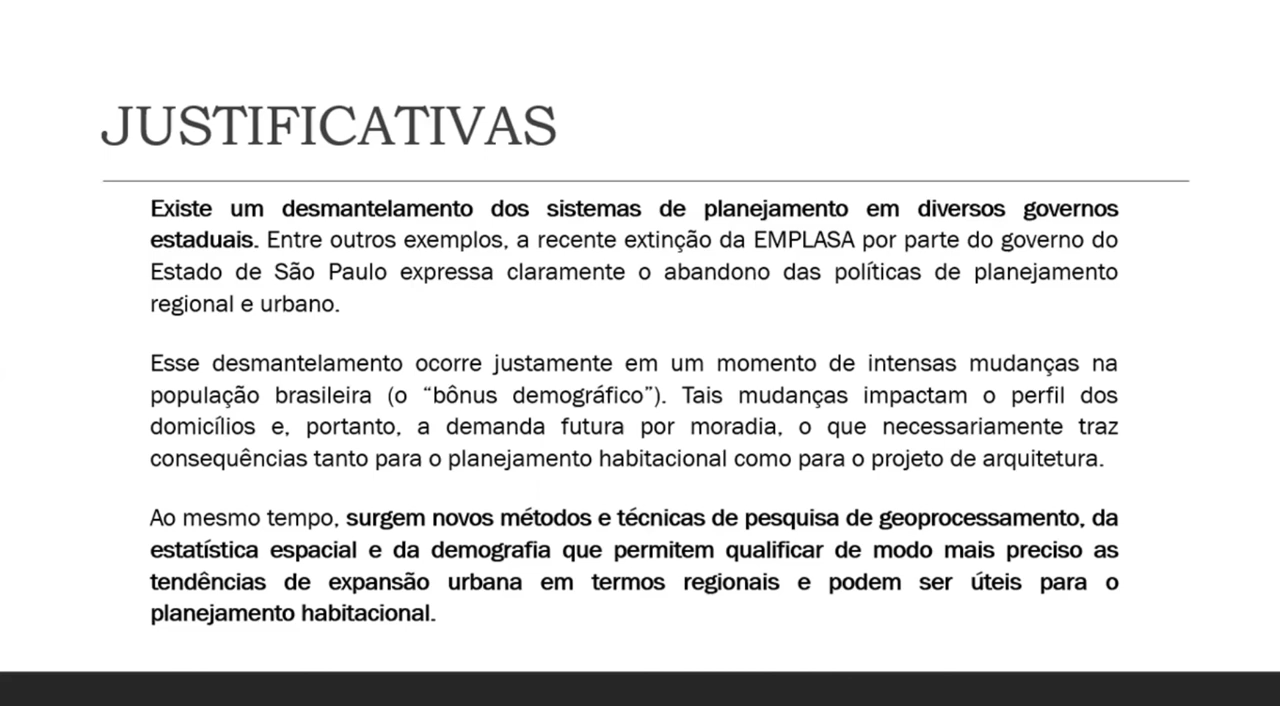 JUSTIFICATIVAS
Existe um desmantelamento dos sistemas de planejamento em diversos governos
estaduais. Entre outros exemplos, a recente extinção da EMPLASA por parte do governo do
Estado de São Paulo expressa claramente o abandono das políticas de planejamento
regional e urbano.
Esse desmantelamento ocorre justamente em um momento de intensas mudanças na
população brasileira (o “bônus demográfico”). Tais mudanças impactam o perfil dos
domicílios e, portanto, a demanda futura por moradia, o que necessariamente traz
consequências tanto para o planejamento habitacional como para o projeto de arquitetura.
Ao mesmo tempo, surgem novos métodos e técnicas de pesquisa de geoprocessamento, da
estatística espacial e da demografia que permitem qualificar de modo mais preciso as
tendências de expansão urbana em termos regionais e podem ser úteis para o
planejamento habitacional.